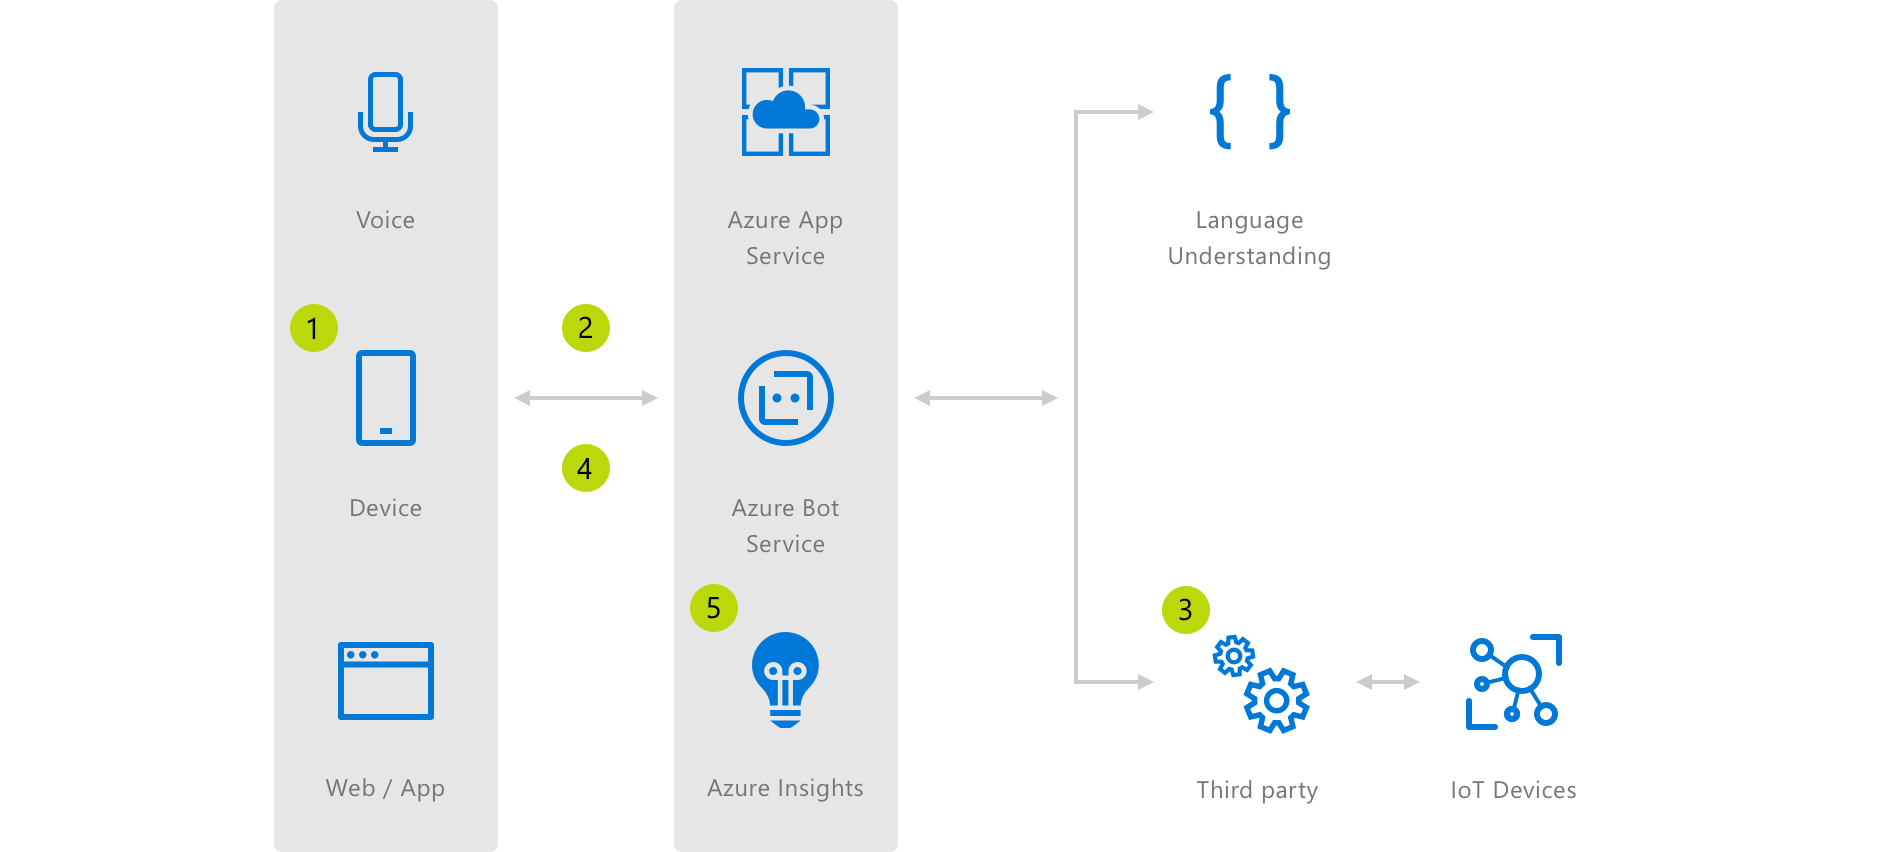 Voice
1
Device
Web / App
2
4
Azure App
Service
Azure Bot
Service
5
Azure Insights
{ }
Language
Understanding
3
Third party
IoT Devices